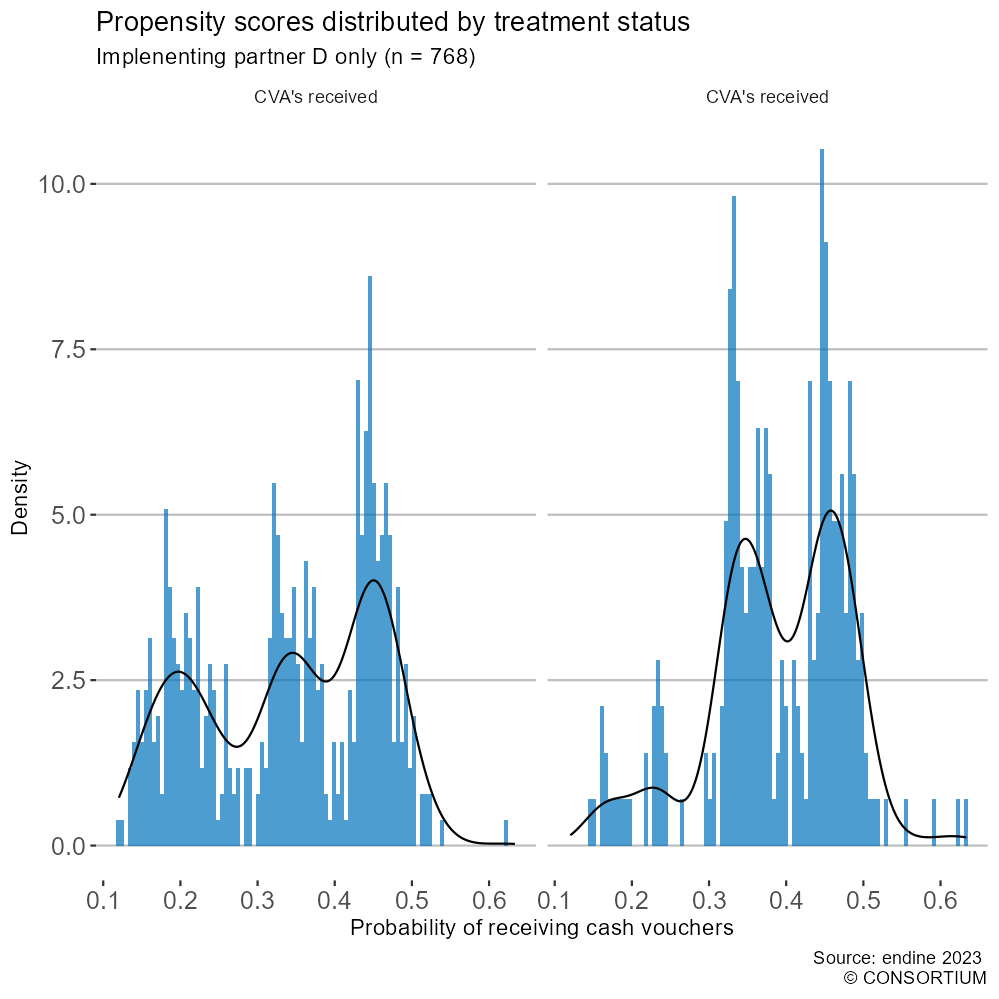 Propensity scores distributed by treatment status
Implenenting partner D only (n = 768)
CVA's received CVA's received
10.0
7.5
5.0
2.5
0.0
Density
0.1 0.2 0.3 0.4 0.5 0.6 0.1 0.2 0.3 0.4 0.5 0.6
Probability of receiving cash vouchers
Source: endine 2023
© CONSORTIUM